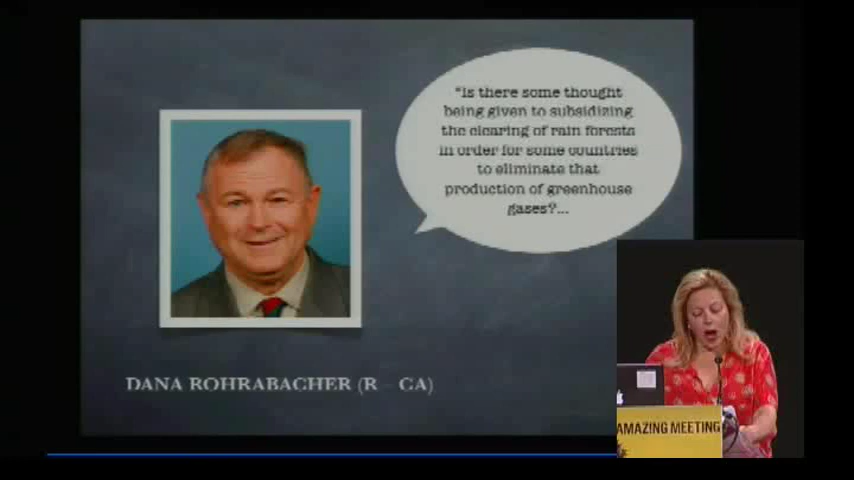 "Is there some thought
being given to subsidizing
the clearing of rain forests
in order for some countries
to eliminate that
production of greenhouse
gases?...
DANA ROHRABACHER (R – CA)
AMAZING MEETING